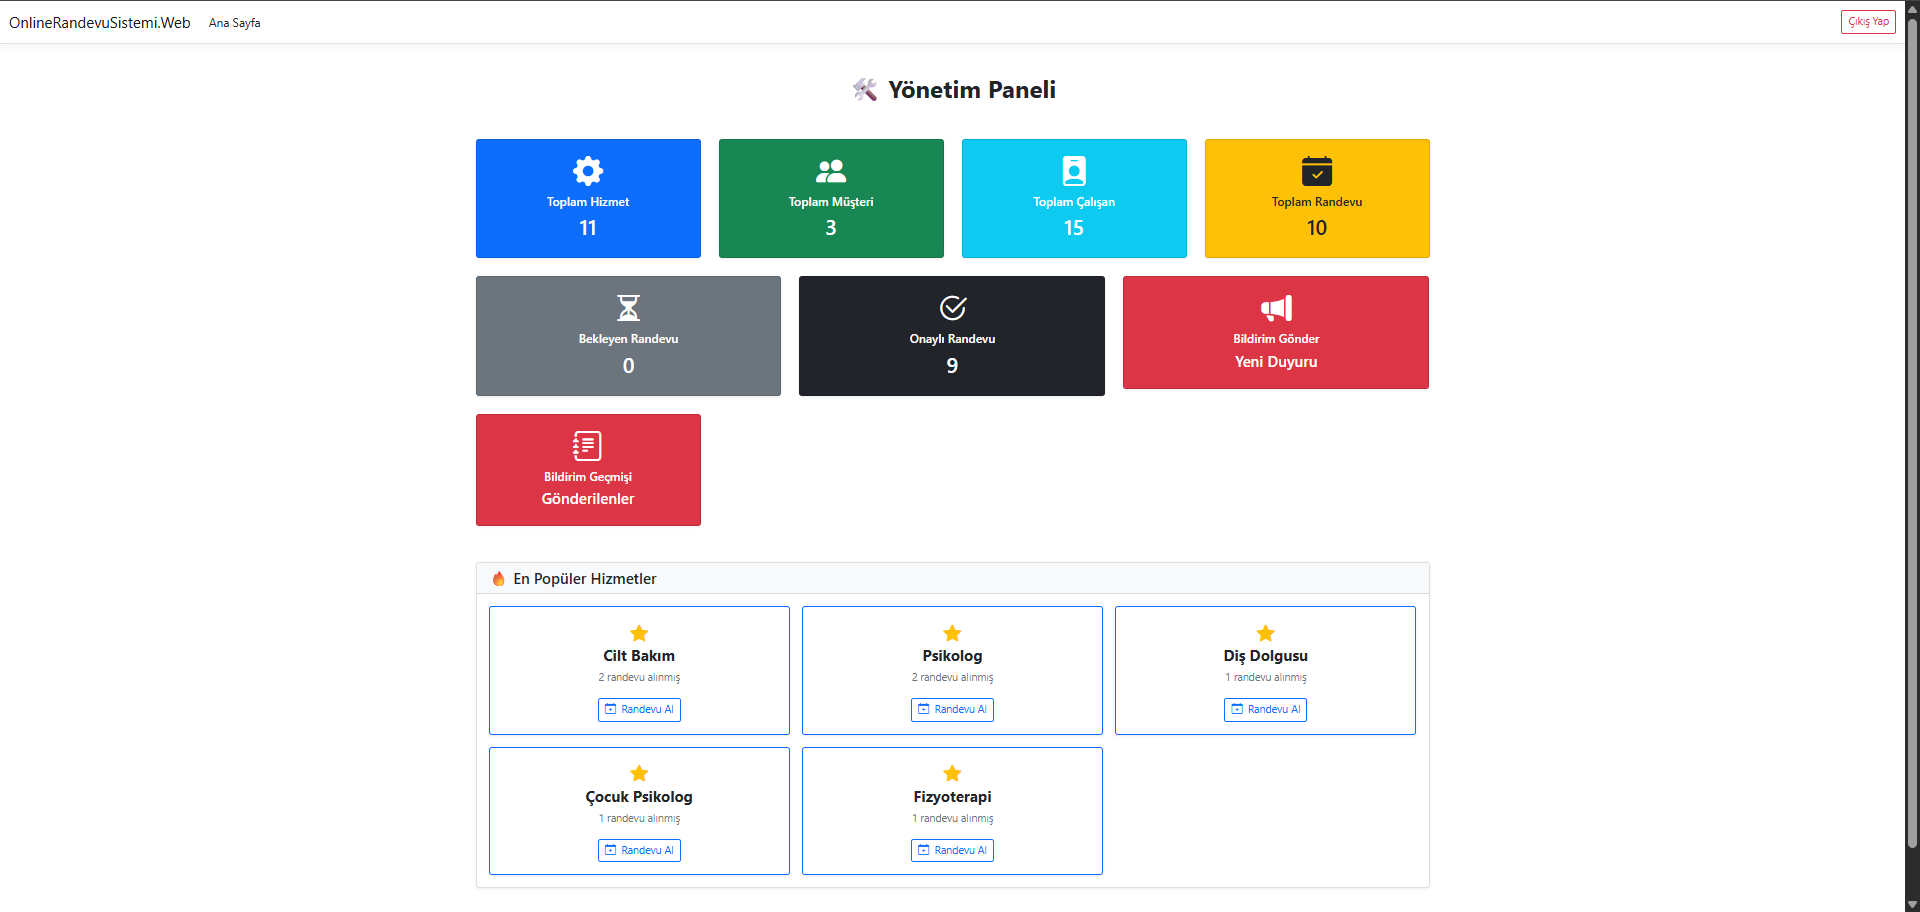 OnlineRandevuSistemi.Web Ana Sayfa Çıkış Yap
Yönetim Paneli
Toplam Hizmet
11
Toplam Müşteri
3
Toplam Çalışan
15
Toplam Randevu
10
Bekleyen Randevu
0
Onaylı Randevu
9
Bildirim Gönder
Yeni Duyuru
Bildirim Geçmişi
Gönderilenler
En Popüler Hizmetler
Cilt Bakım
2 randevu alınmış
Randevu Al
Psikolog
2 randevu alınmış
Randevu Al
Diş Dolgusu
1 randevu alınmış
Randevu Al
Çocuk Psikolog
1 randevu alınmış
Randevu Al
Fizyoterapi
1 randevu alınmış
Randevu Al